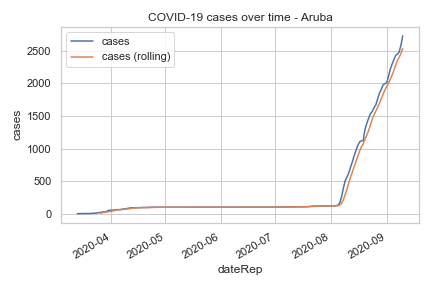 COVID-19 cases over time - Aruba
cases
cases (rolling)
2500
2000
1500
1000
500
0
cases
2020-04
2020-05
2020-06
2020-07
2020-08
2020-09
dateRep